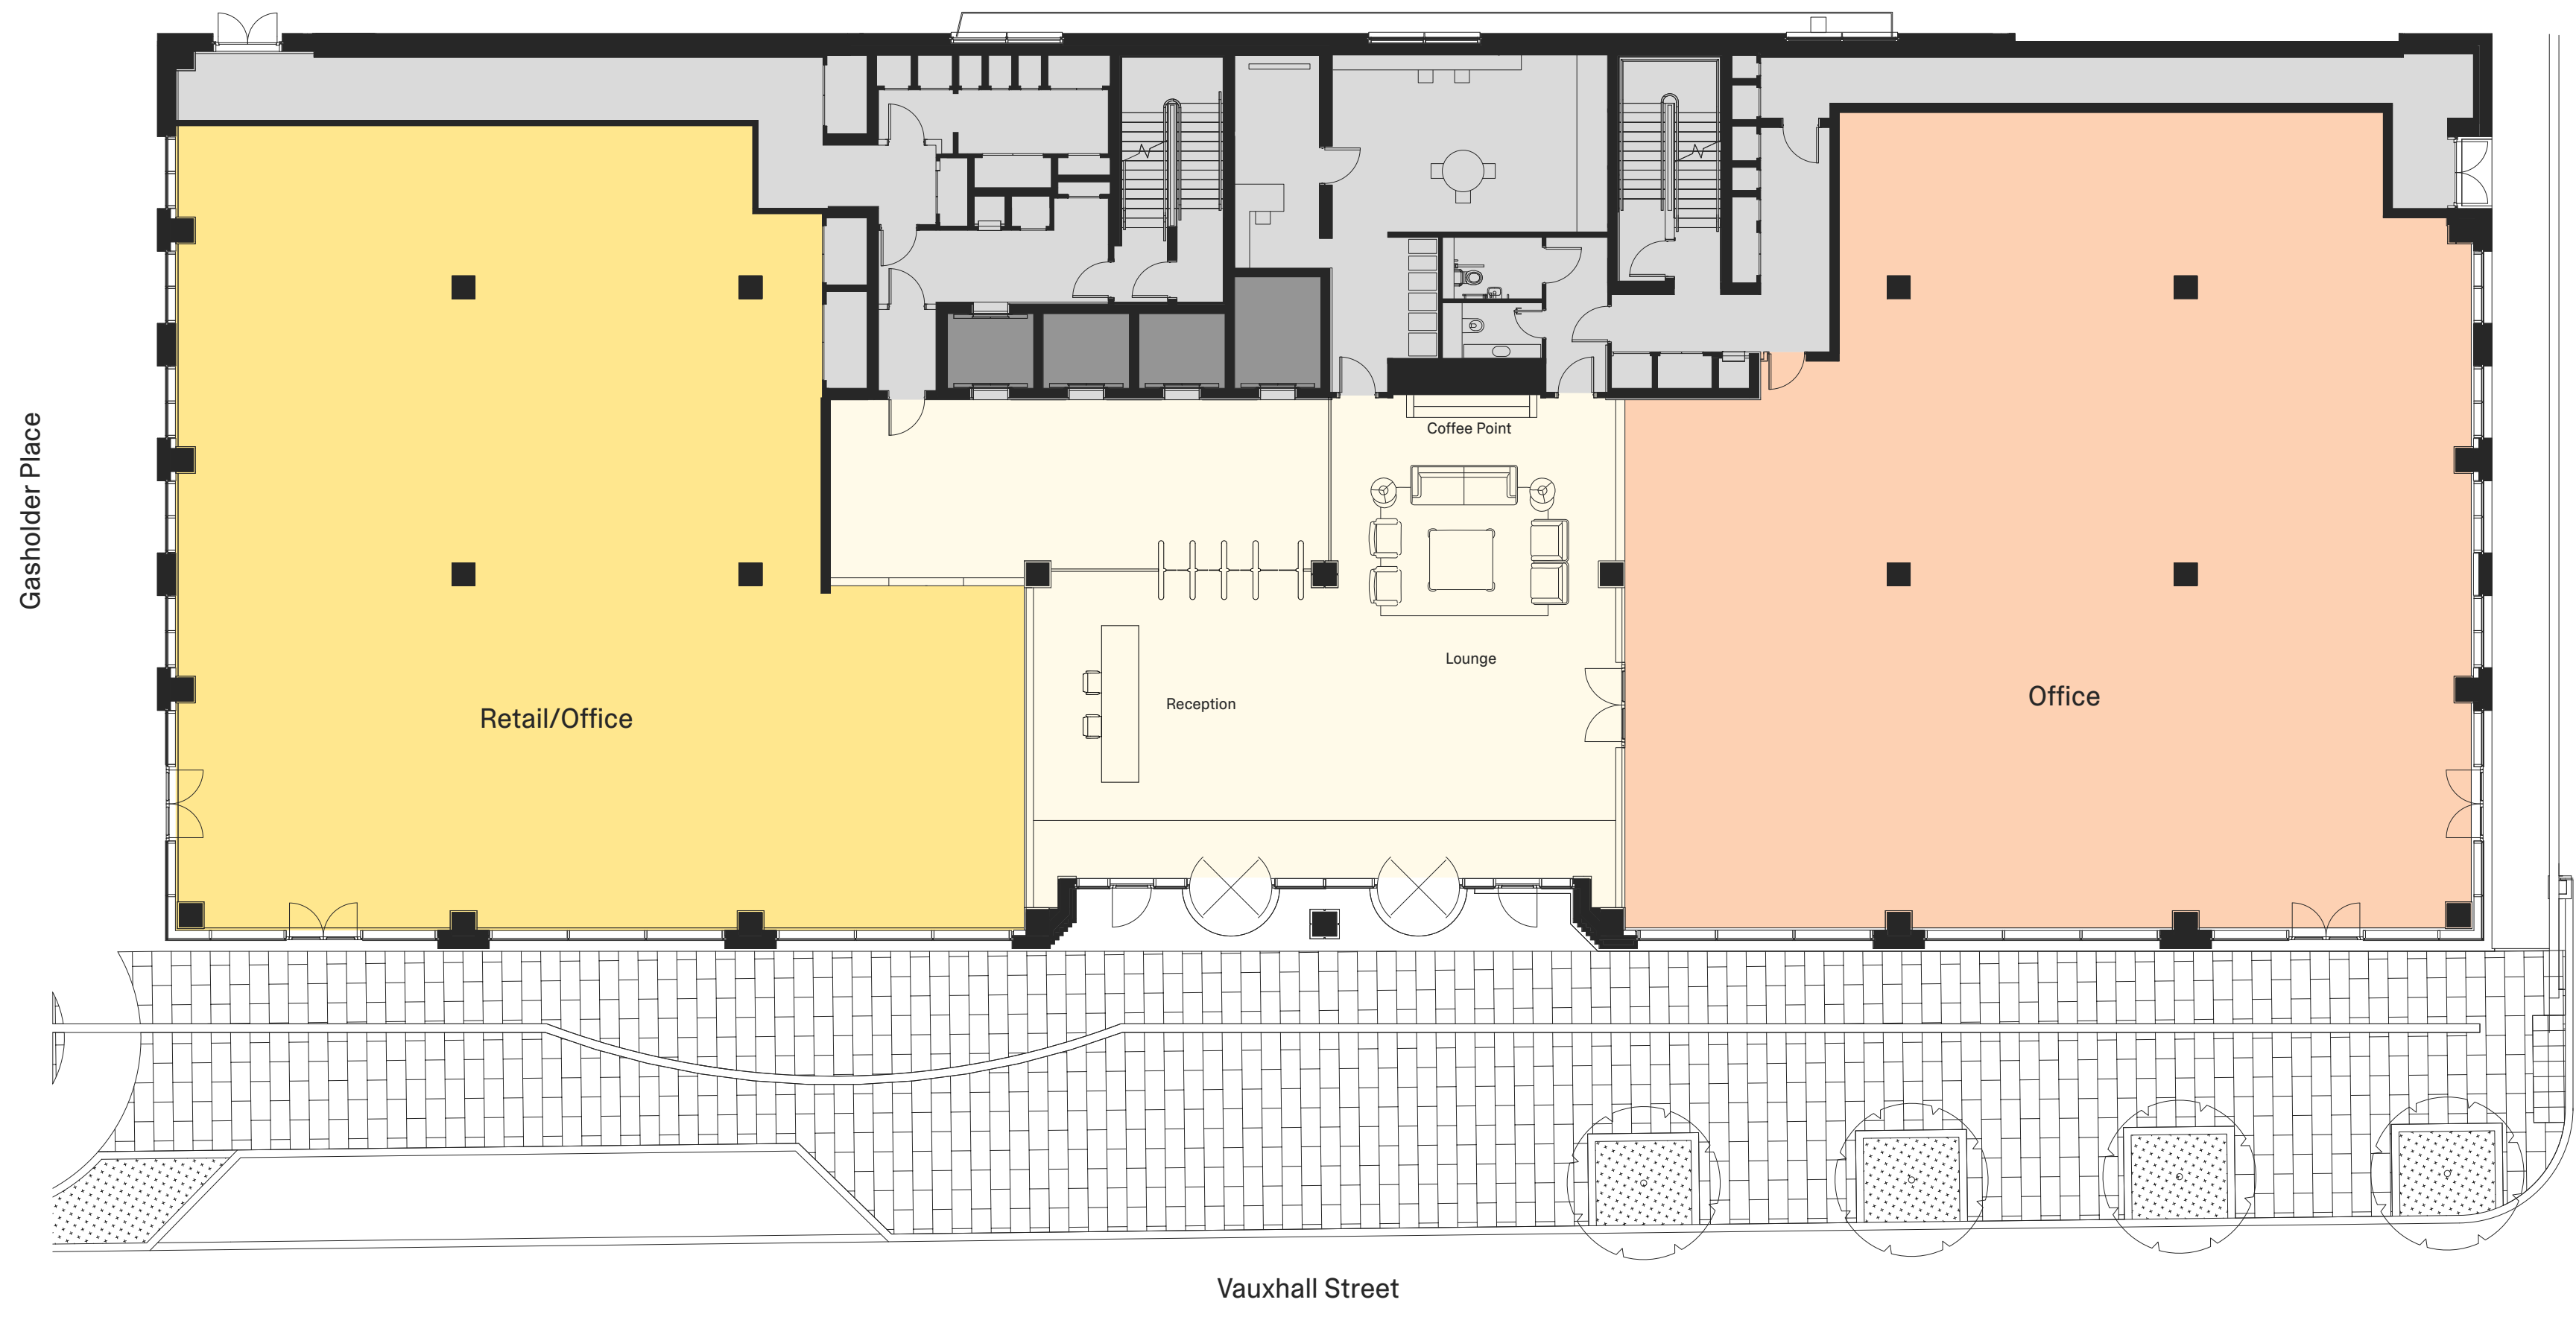 Gasholder Place
Coffee Point
Lounge
Reception
Retail/Office
Office
Vauxhall Street